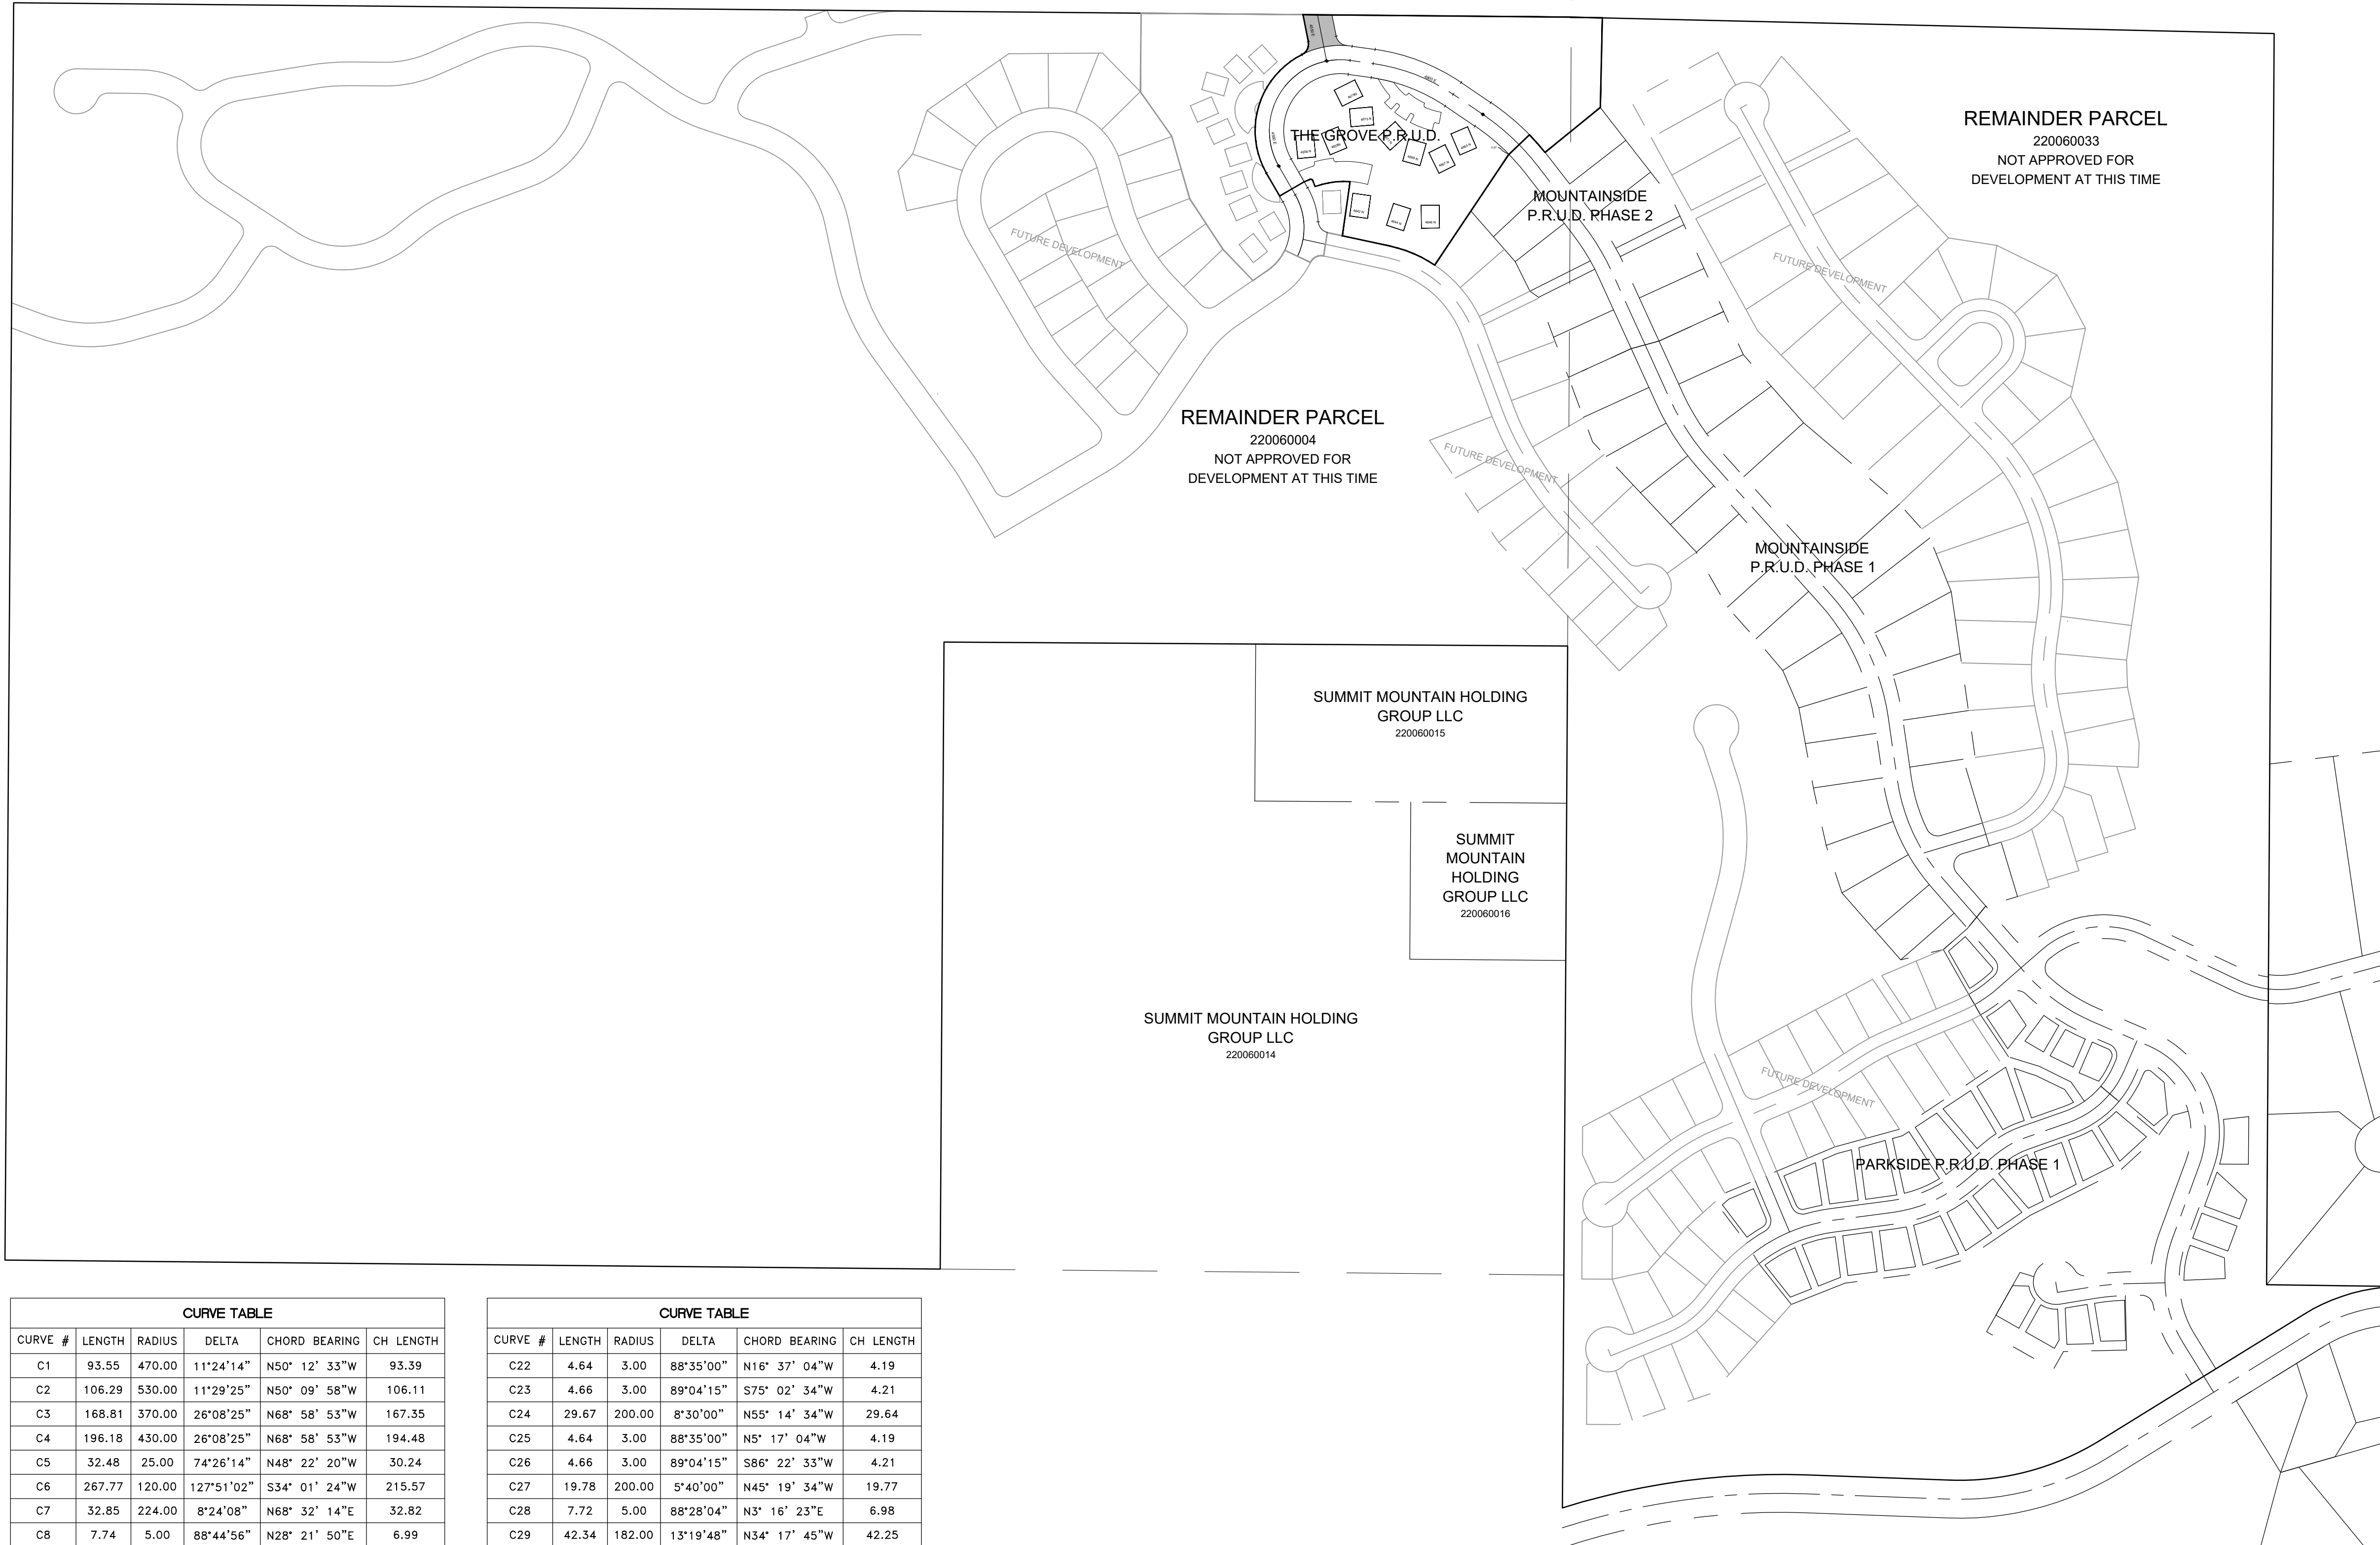 THE GROVE P.R.U.D.
REMAINDER PARCEL
220060033
NOT APPROVED FOR
DEVELOPMENT AT THIS TIME
MOUNTAINSIDE
P.R.U.D. PHASE 2
FUTURE DEVELOPMENT
FUTURE DEVELOPMENT
REMAINDER PARCEL
220060004
NOT APPROVED FOR
DEVELOPMENT AT THIS TIME
FUTURE DEVELOPMENT
MOUNTAINSIDE
P.R.U.D. PHASE 1
SUMMIT MOUNTAIN HOLDING
GROUP LLC
220060015
SUMMIT
MOUNTAIN
HOLDING
GROUP LLC
220060016
SUMMIT MOUNTAIN HOLDING
GROUP LLC
220060014
FUTURE DEVELOPMENT
PARKSIDE P.R.U.D. PHASE 1
CURVE TABLE
CURVE # LENGTH RADIUS DELTA CHORD BEARING CH LENGTH
C1 93.55 470.00 11°24'14" N50° 12' 33"W 93.39
C2 106.29 530.00 11°29'25" N50° 09' 58"W 106.11
C3 168.81 370.00 26°08'25" N68° 58' 53"W 167.35
C4 196.18 430.00 26°08'25" N68° 58' 53"W 194.48
C5 32.48 25.00 74°26'14" N48° 22' 20"W 30.24
C6 267.77 120.00 127°51'02" S34° 01' 24"W 215.57
C7 32.85 224.00 8°24'08" N68° 32' 14"E 32.82
C8 7.74 5.00 88°44'56" N28° 21' 50"E 6.99
CURVE TABLE
CURVE # LENGTH RADIUS DELTA CHORD BEARING CH LENGTH
C22 4.64 3.00 88°35'00" N16° 37' 04"W 4.19
C23 4.66 3.00 89°04'15" S75° 02' 34"W 4.21
C24 29.67 200.00 8°30'00" N55° 14' 34"W 29.64
C25 4.64 3.00 88°35'00" N5° 17' 04"W 4.19
C26 4.66 3.00 89°04'15" S86° 22' 33"W 4.21
C27 19.78 200.00 5°40'00" N45° 19' 34"W 19.77
C28 7.72 5.00 88°28'04" N3° 16' 23"E 6.98
C29 42.34 182.00 13°19'48" N34° 17' 45"W 42.25